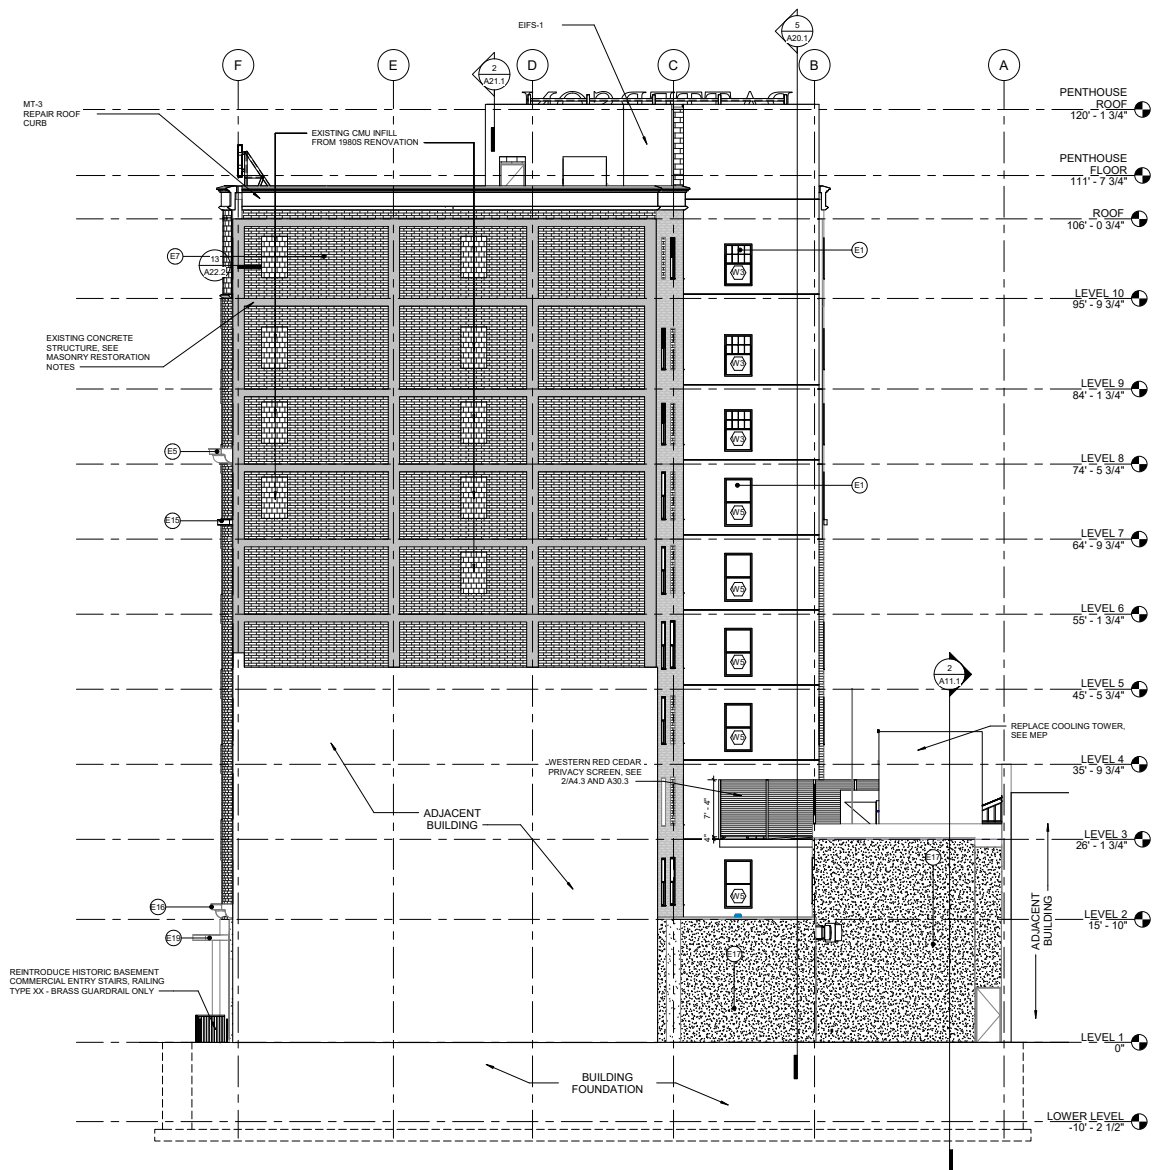 EIFS-1
5
A20.1
F
E
2
A21.1
D
C
B
A
PATTERSON
PENTHOUSE
ROOF
120' - 1 3/4"
MT-3
REPAIR ROOF
CURB
EXISTING CMU INFILL
FROM 1980S RENOVATION
PENTHOUSE
FLOOR
111' - 7 3/4"
ROOF
106' - 0 3/4"
E7
13
A22.2
E1
W3
LEVEL 10
95' - 9 3/4"
EXISTING CONCRETE
STRUCTURE, SEE
MASONRY RESTORATION
NOTES
W3
LEVEL 9
84' - 1 3/4"
W3
E5
LEVEL 8
74' - 5 3/4"
E1
W5
E15
LEVEL 7
64' - 9 3/4"
W5
LEVEL 6
55' - 1 3/4"
W5
2
A11.1
LEVEL 5
45' - 5 3/4"
W5
REPLACE COOLING TOWER,
SEE MEP
WESTERN RED CEDAR
PRIVACY SCREEN, SEE
2/A4.3 AND A30.3
LEVEL 4
35' - 9 3/4"
7' - 4"
4"
ADJACENT
BUILDING
LEVEL 3
26' - 1 3/4"
E17
W5
ADJACENT
BUILDING
E16
LEVEL 2
15' - 10"
E19
E17
REINTRODUCE HISTORIC BASEMENT
COMMERCIAL ENTRY STAIRS, RAILING
TYPE XX - BRASS GUARDRAIL ONLY
LEVEL 1
0"
BUILDING
FOUNDATION
LOWER LEVEL
-10' - 2 1/2"